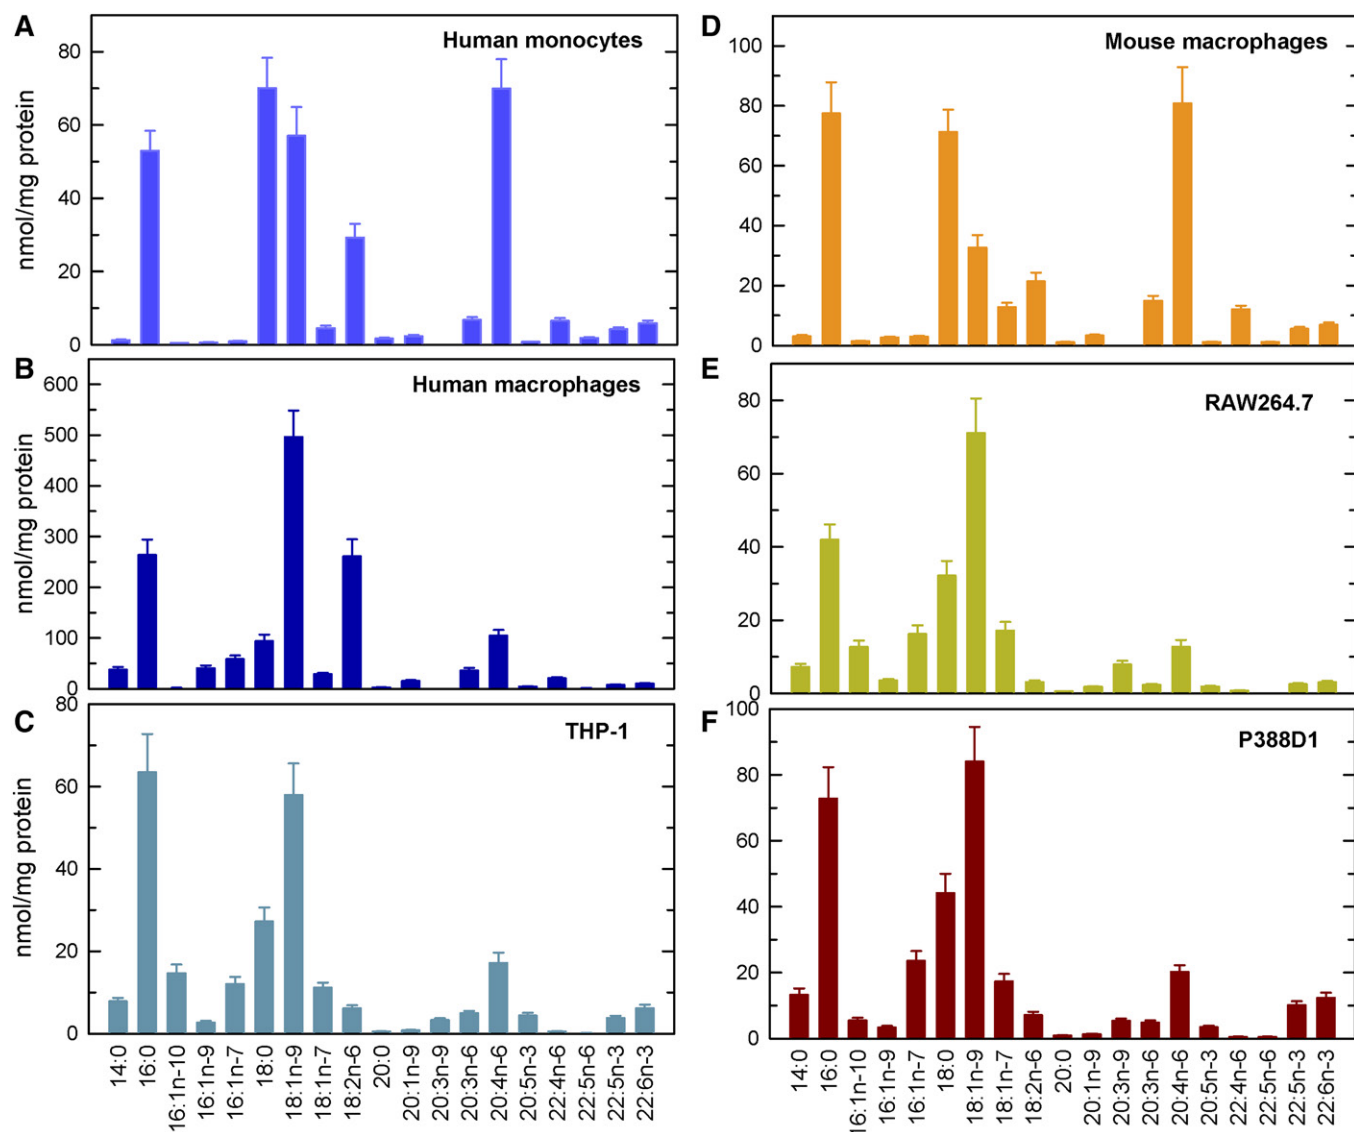 A
Human monocytes
nmol/mg protein
80
60
40
20
0
B
Human macrophages
nmol/mg protein
600
500
400
300
200
100
0
C
THP-1
nmol/mg protein
80
60
40
20
0
14:0
16:0
16:1n-10
16:1n-9
16:1n-7
18:0
18:1n-9
18:1n-7
18:2n-6
20:0
20:1n-9
20:3n-9
20:3n-6
20:4n-6
20:5n-3
22:4n-6
22:5n-6
22:5n-3
22:6n-3
D
Mouse macrophages
100
80
60
40
20
0
E
RAW264.7
80
60
40
20
0
F
P388D1
100
80
60
40
20
0
14:0
16:0
16:1n-10
16:1n-9
16:1n-7
18:0
18:1n-9
18:1n-7
18:2n-6
20:0
20:1n-9
20:3n-9
20:3n-6
20:4n-6
20:5n-3
22:4n-6
22:5n-6
22:5n-3
22:6n-3